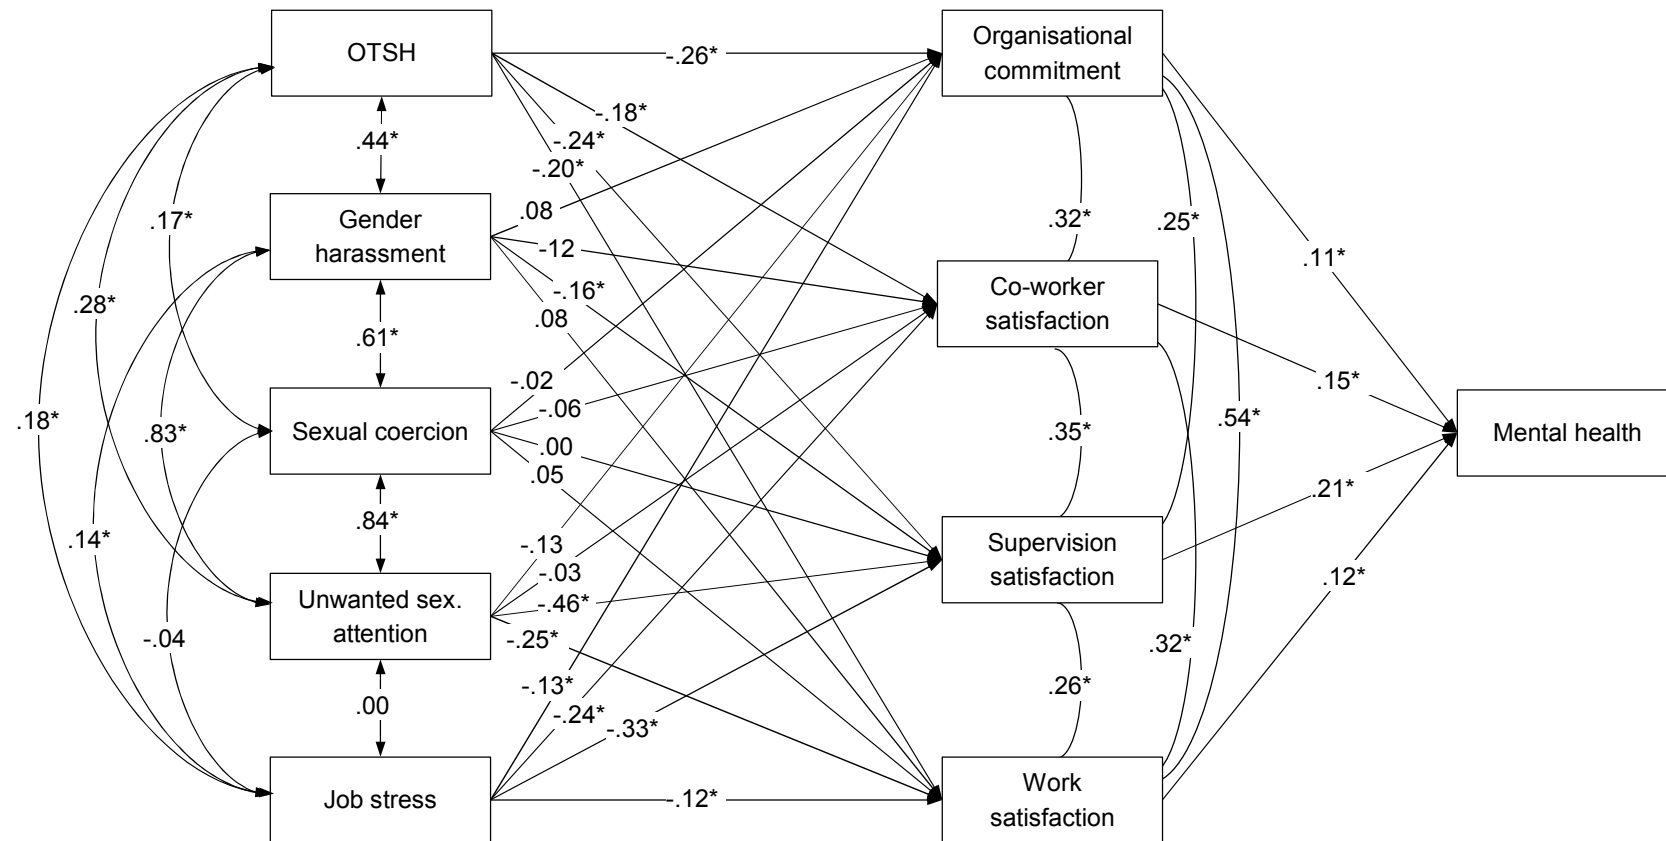 OTSH
Gender
harassment
Sexual coercion
Unwanted sex.
attention
Job stress
.44*
.61*
.84*
.00
.17*
.28*
.83*
.18*
.14*
-.04
-.26*
-.18*
-.24*
-.20*
.08
-12
-.16*
.08
-.02
-.06
.00
.05
-.13
-.03
-.46*
-.25*
-.13*
-.24*
-.33*
-.12*
Organisational
commitment
Co-worker
satisfaction
Supervision
satisfaction
Work
satisfaction
.32*
.25*
.35*
.54*
.32*
.26*
.11*
.15*
.21*
.12*
Mental health